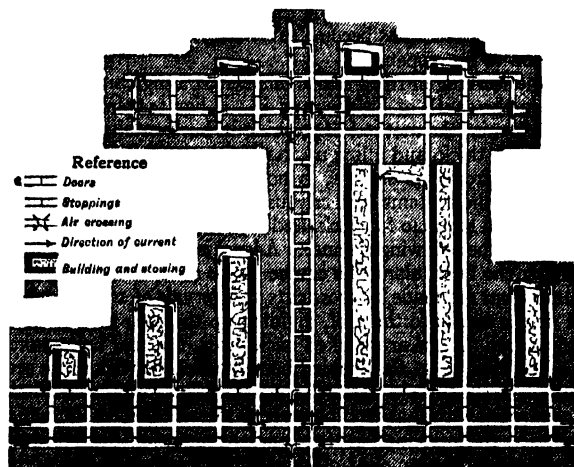 Reference
Doors
Stoppings
Air crossing
Direction of current
Building and stowing